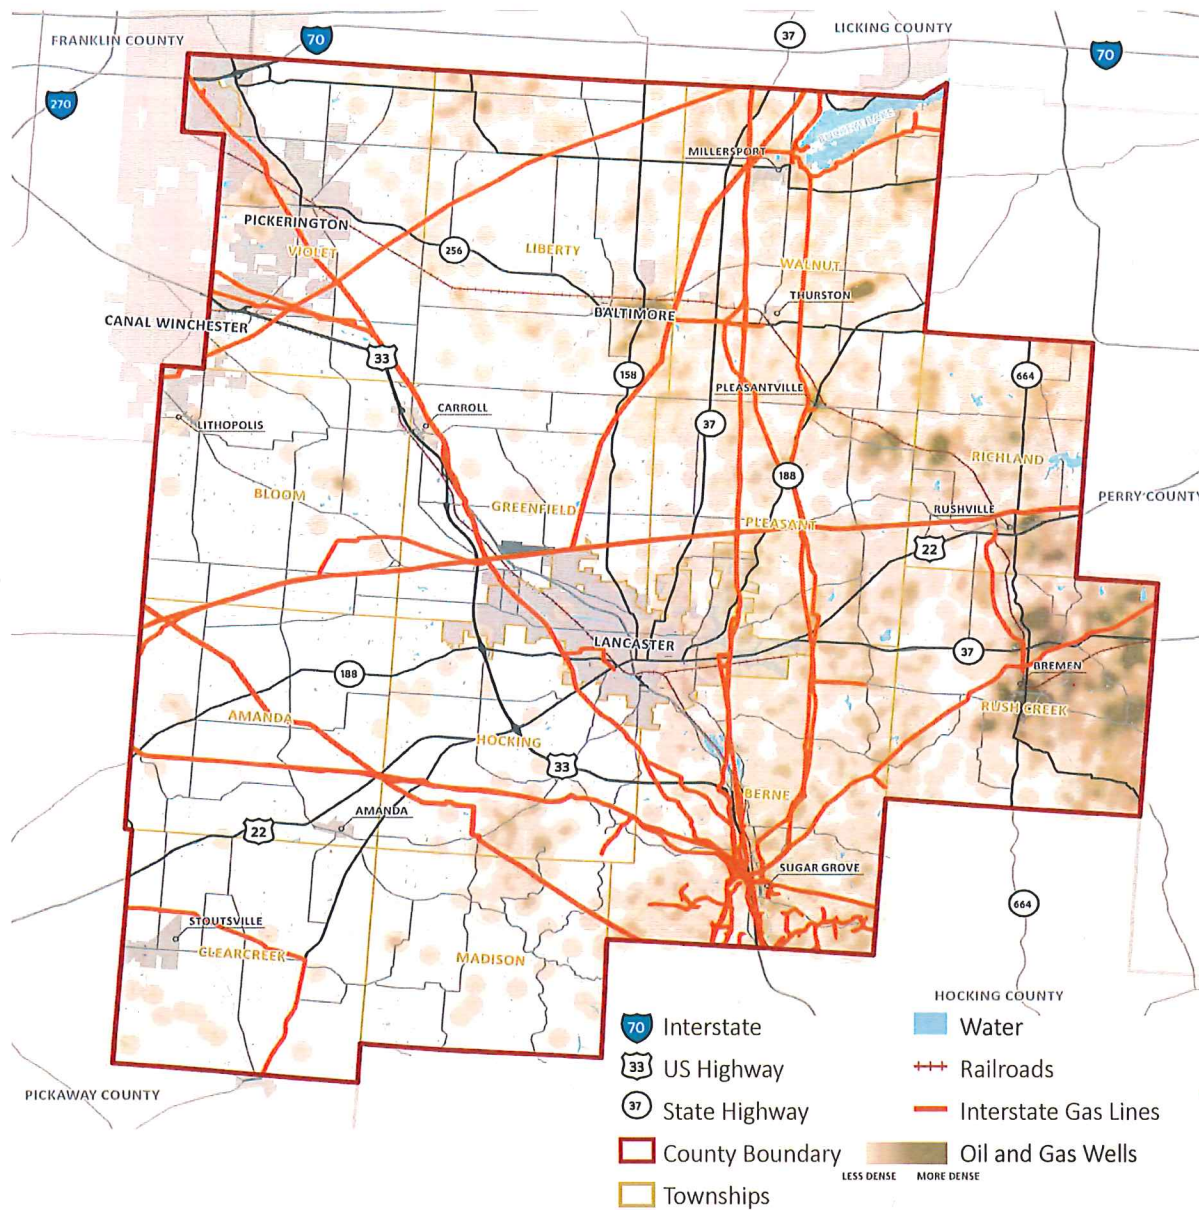 FRANKLIN COUNTY
70
37
LICKING COUNTY
70
270
MILLERSPORT
PICKERINGTON
VIOLET
256
LIBERTY
WALNUT
THURSTON
BALTIMORE
CANAL WINCHESTER
33
158
PLEASANTVILLE
664
CARROLL
37
LITHOPOLIS
RICHLAND
188
BLOOM
GREENFIELD
PERRY COUNTY
RUSHVILLE
PLEASANT
22
LANCASTER
37
BREMEN
188
RUSH CREEK
AMANDA
HOCKING
33
BERNE
AMANDA
22
SUGAR GROVE
664
STOUTSVILLE
CLEARCREEK
MADISON
HOCKING COUNTY
PICKAWAY COUNTY
70 Interstate
33 US Highway
37 State Highway
County Boundary
Townships
Water
Railroads
Interstate Gas Lines
Oil and Gas Wells
LESS DENSE MORE DENSE